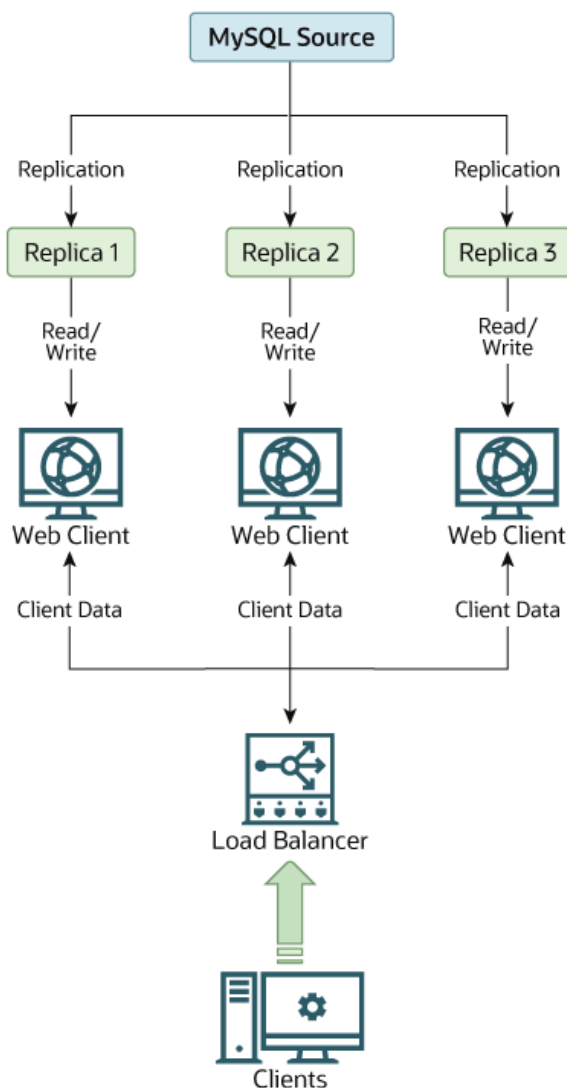 MySQL Source
Replication Replication Replication
Replica 1 Replica 2 Replica 3
Read/ Read/ Read/
Write Write Write
Web Client Web Client Web Client
Client Data Client Data Client Data
Load Balancer
Clients